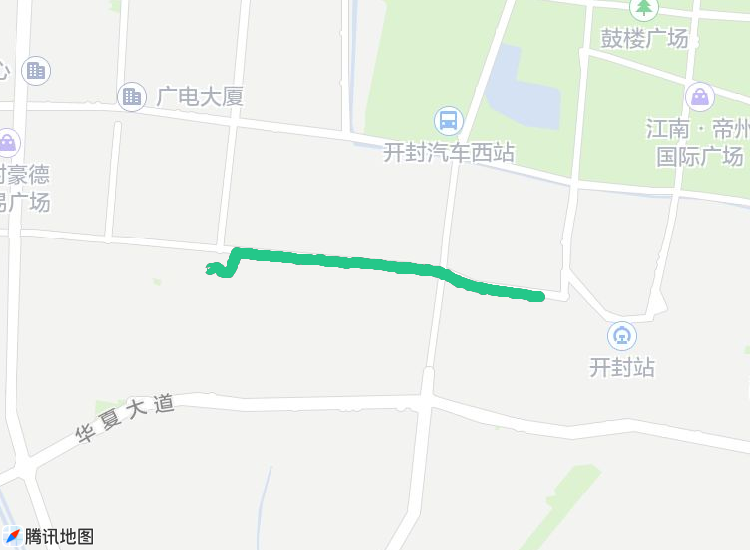 鼓楼广场
心
广电大厦
江南·帝州
国际广场
开封汽车西站
豪德
易广场
开封站
华夏大道
腾讯地图